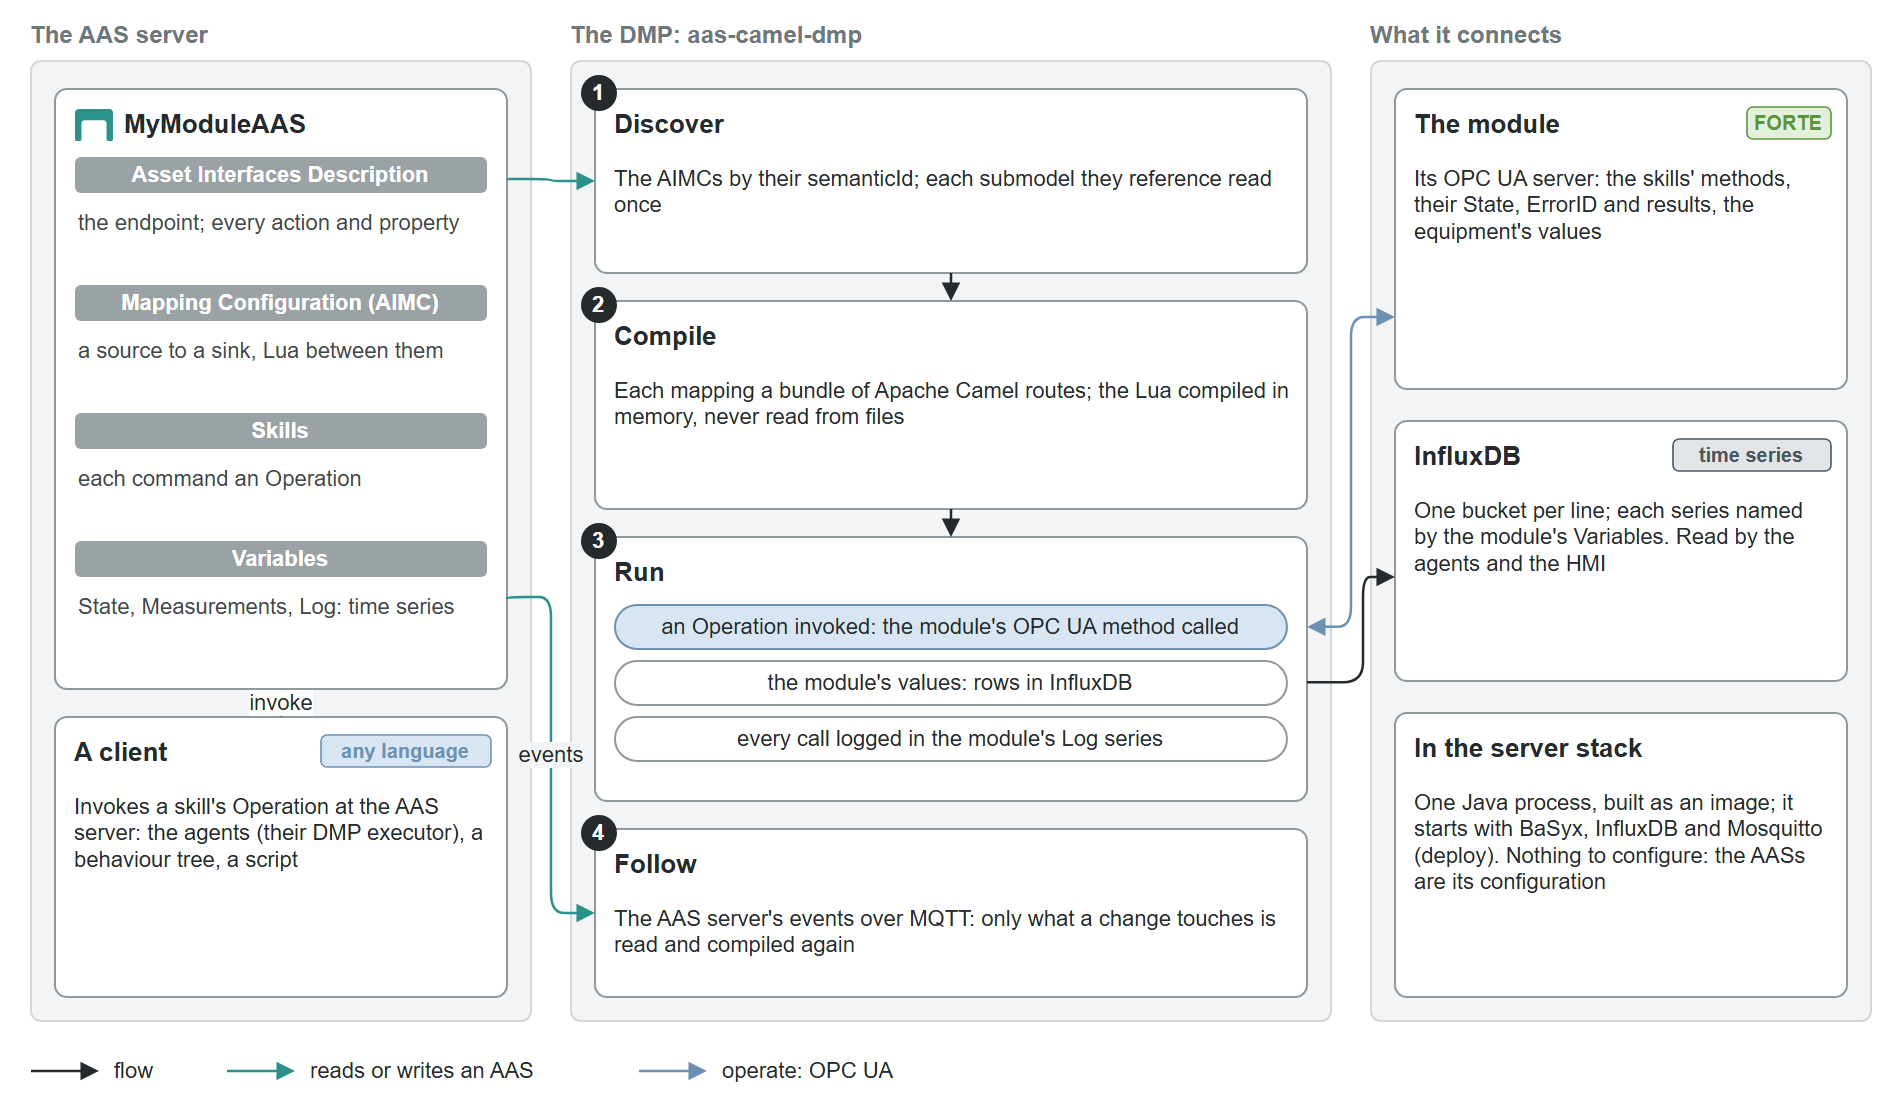 The AAS server
MyModuleAAS
Asset Interfaces Description
the endpoint; every action and property
Mapping Configuration (AIMC)
a source to a sink, Lua between them
Skills
each command an Operation
Variables
State, Measurements, Log: time series
invoke
A client
any language
Invokes a skill's Operation at the AAS
server: the agents (their DMP executor), a
behaviour tree, a script
events
The DMP: aas-camel-dmp
1
Discover
The AIMCs by their semanticId; each submodel they reference read
once
2
Compile
Each mapping a bundle of Apache Camel routes; the Lua compiled in
memory, never read from files
3
Run
an Operation invoked: the module's OPC UA method called
the module's values: rows in InfluxDB
every call logged in the module's Log series
4
Follow
The AAS server's events over MQTT: only what a change touches is
read and compiled again
What it connects
The module
FORTE
Its OPC UA server: the skills' methods,
their State, ErrorID and results, the
equipment's values
InfluxDB
time series
One bucket per line; each series named
by the module's Variables. Read by the
agents and the HMI
In the server stack
One Java process, built as an image; it
starts with BaSyx, InfluxDB and Mosquitto
(deploy). Nothing to configure: the AASs
are its configuration
flow
reads or writes an AAS
operate: OPC UA